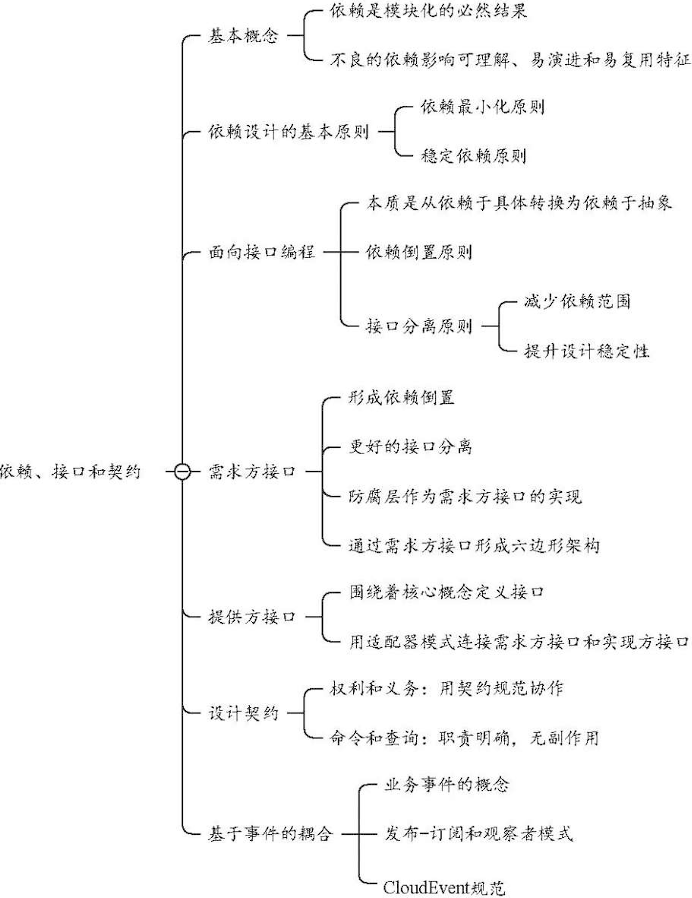 依赖、接口和契约
基本概念
依赖是模块化的必然结果
不良的依赖影响可理解、易演进和易复用特征
依赖设计的基本原则
依赖最小化原则
稳定依赖原则
面向接口编程
本质是从依赖于具体转换为依赖于抽象
依赖倒置原则
接口分离原则
减少依赖范围
提升设计稳定性
需求方接口
形成依赖倒置
更好的接口分离
防腐层作为需求方接口的实现
通过需求方接口形成六边形架构
提供方接口
围绕着核心概念定义接口
用适配器模式连接需求方接口和实现方接口
设计契约
权利和义务：用契约规范协作
命令和查询：职责明确，无副作用
基于事件的耦合
业务事件的概念
发布-订阅和观察者模式
CloudEvent规范